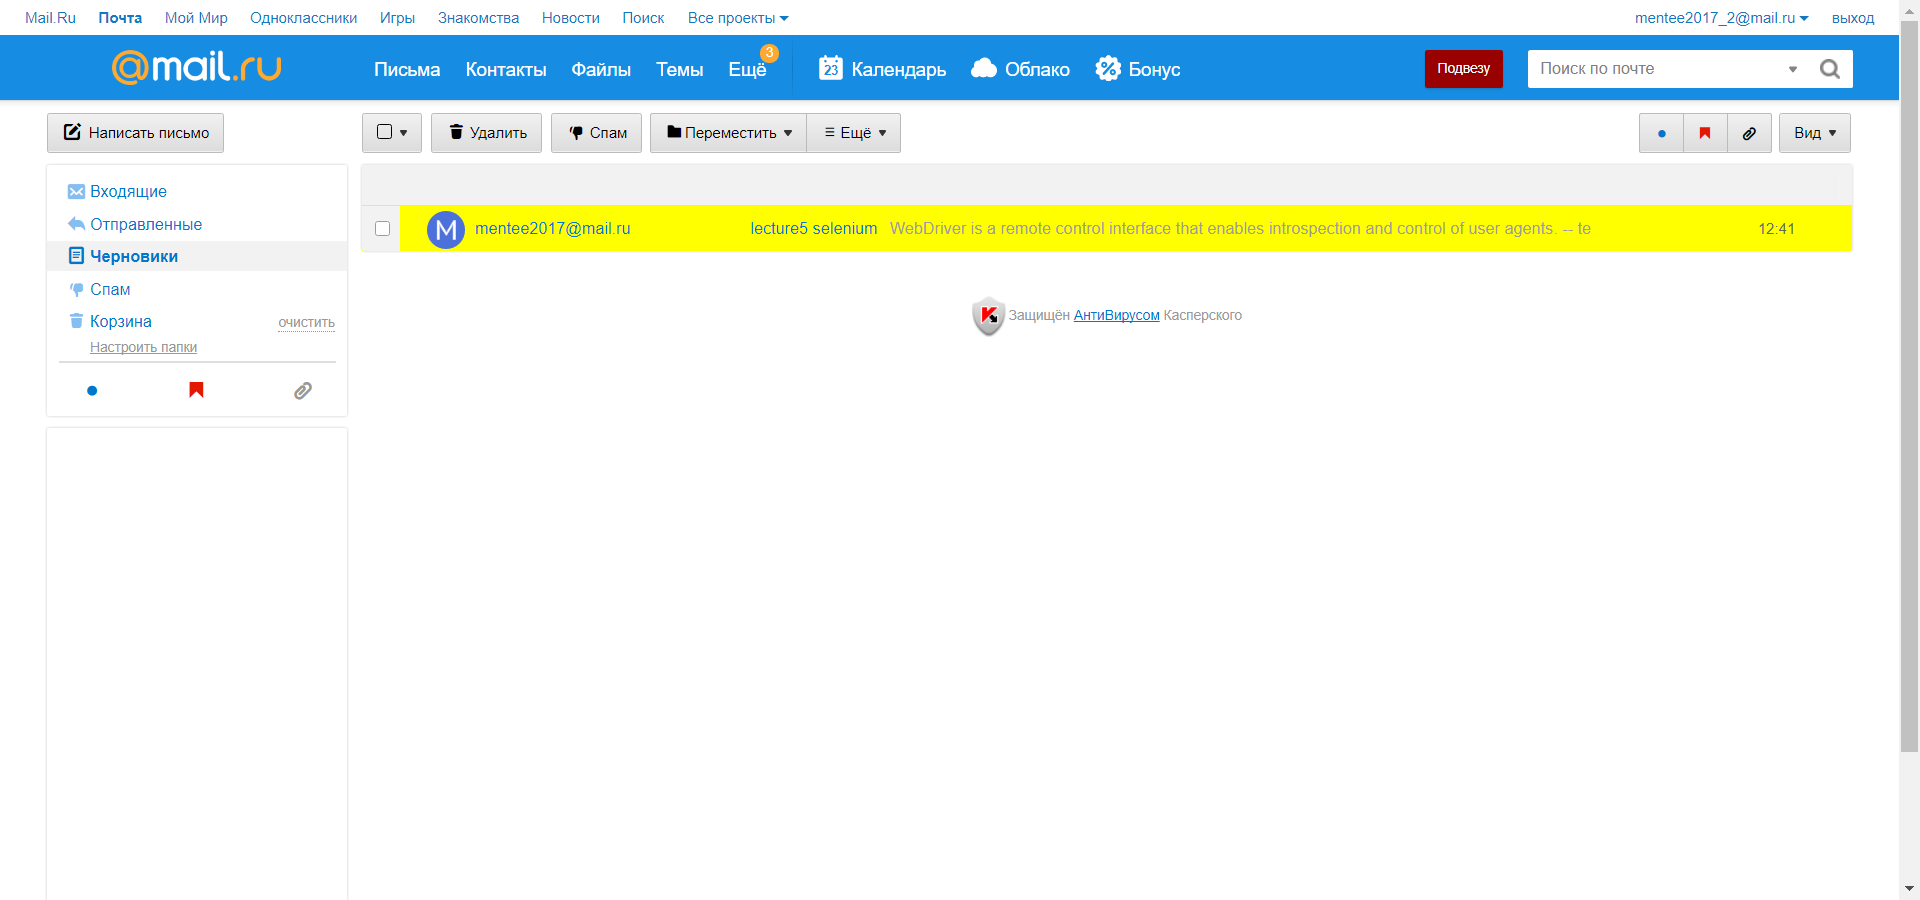 Mail.Ru Почта Мой Мир Одноклассники Игры Знакомства Новости Поиск Все проекты mentee2017_2@mail.ru выход
@mail.ru Письма Контакты Файлы Темы Ещё 3 23 Календарь Облако Бонус Подвезу Поиск по почте
Написать письмо Удалить Спам Переместить Ещё Вид
Входящие
Отправленные
Черновики
Спам
Корзина очистить
Настроить папки
M mentee2017@mail.ru lecture5 selenium WebDriver is a remote control interface that enables introspection and control of user agents. -- te 12:41
Защищён АнтиВирусом Касперского